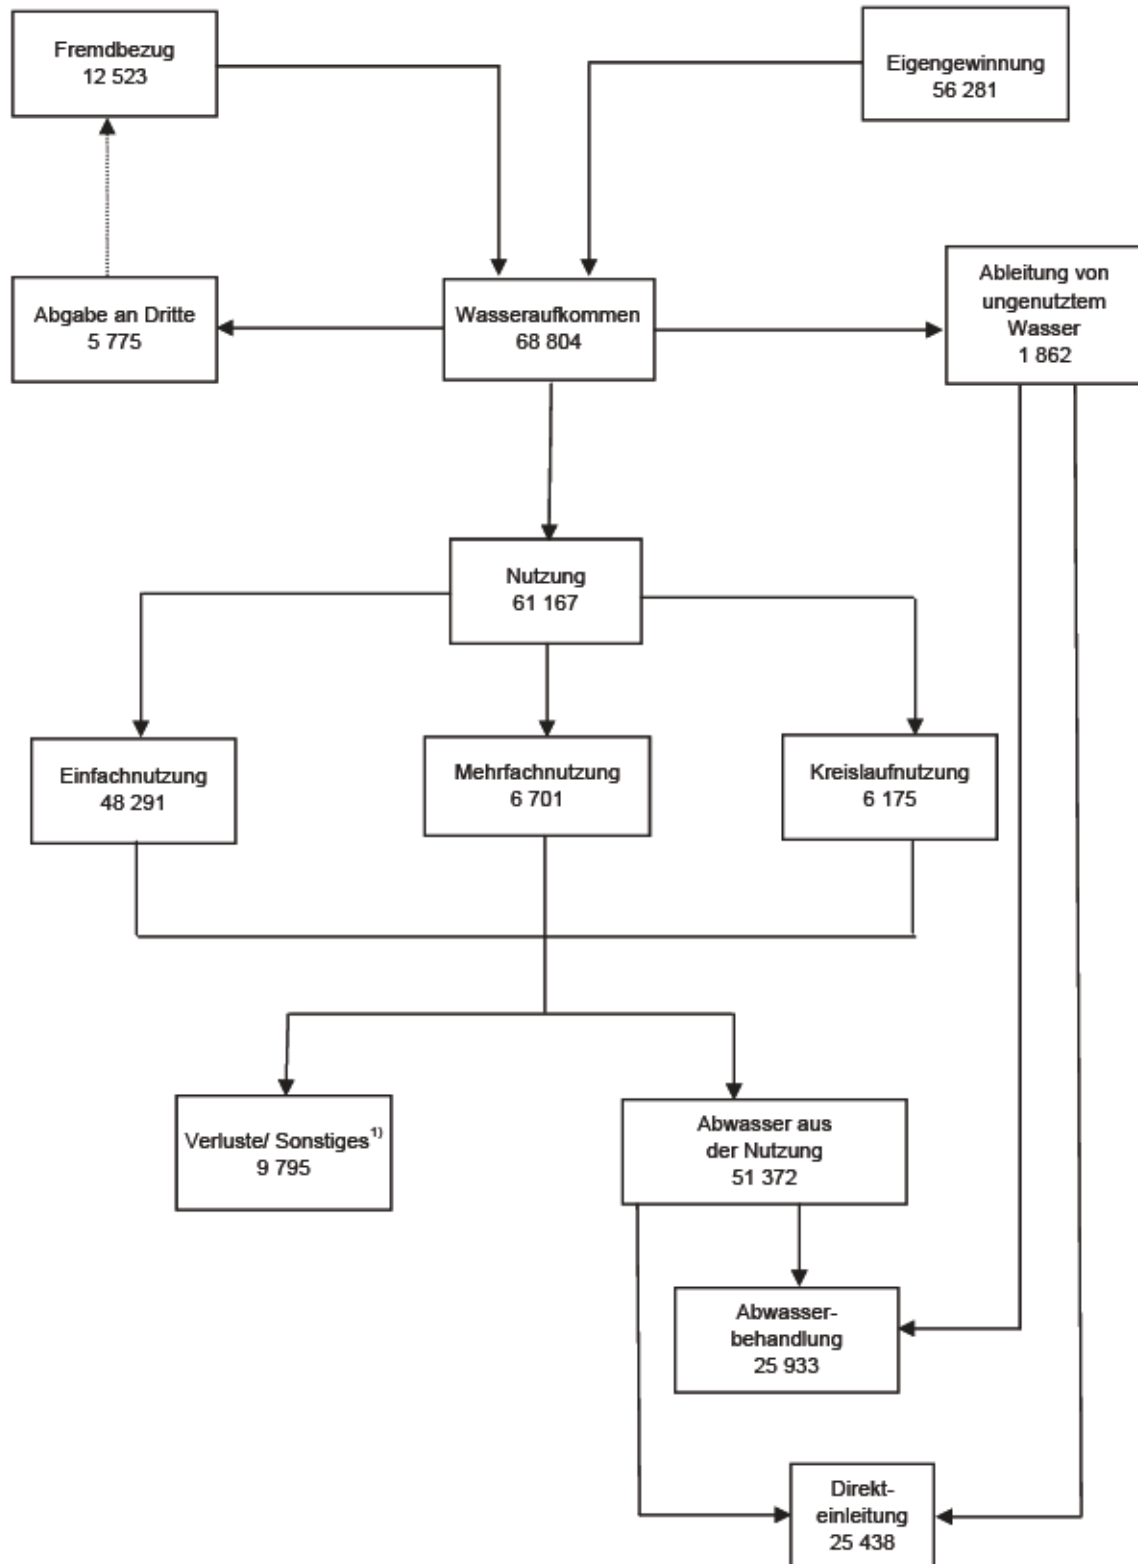 Fremdbezug
12 523
Eigengewinnung
56 281
Abgabe an Dritte
5 775
Wasseraufkommen
68 804
Ableitung von
ungenutztem
Wasser
1 862
Nutzung
61 167
Einfachnutzung
48 291
Mehrfachnutzung
6 701
Kreislaufnutzung
6 175
Verluste/ Sonstiges¹⁾
9 795
Abwasser aus
der Nutzung
51 372
Abwasser-
behandlung
25 933
Direkt-
einleitung
25 438